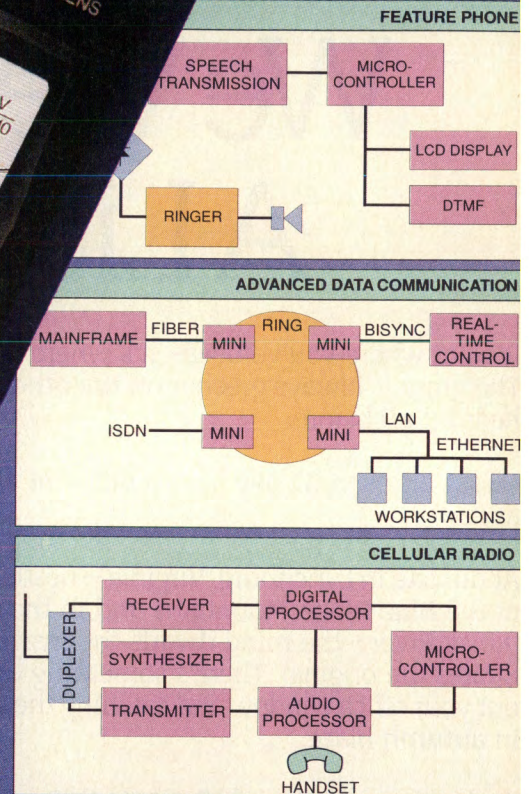 FEATURE PHONE
SPEECH
TRANSMISSION
MICRO-
CONTROLLER
LCD DISPLAY
DTMF
RINGER
ADVANCED DATA COMMUNICATION
MAINFRAME
FIBER
MINI
RING
MINI
BISYNC
REAL-
TIME
CONTROL
ISDN
MINI
MINI
LAN
ETHERNET
WORKSTATIONS
CELLULAR RADIO
DUPLEXER
RECEIVER
SYNTHESIZER
TRANSMITTER
DIGITAL
PROCESSOR
AUDIO
PROCESSOR
MICRO-
CONTROLLER
HANDSET